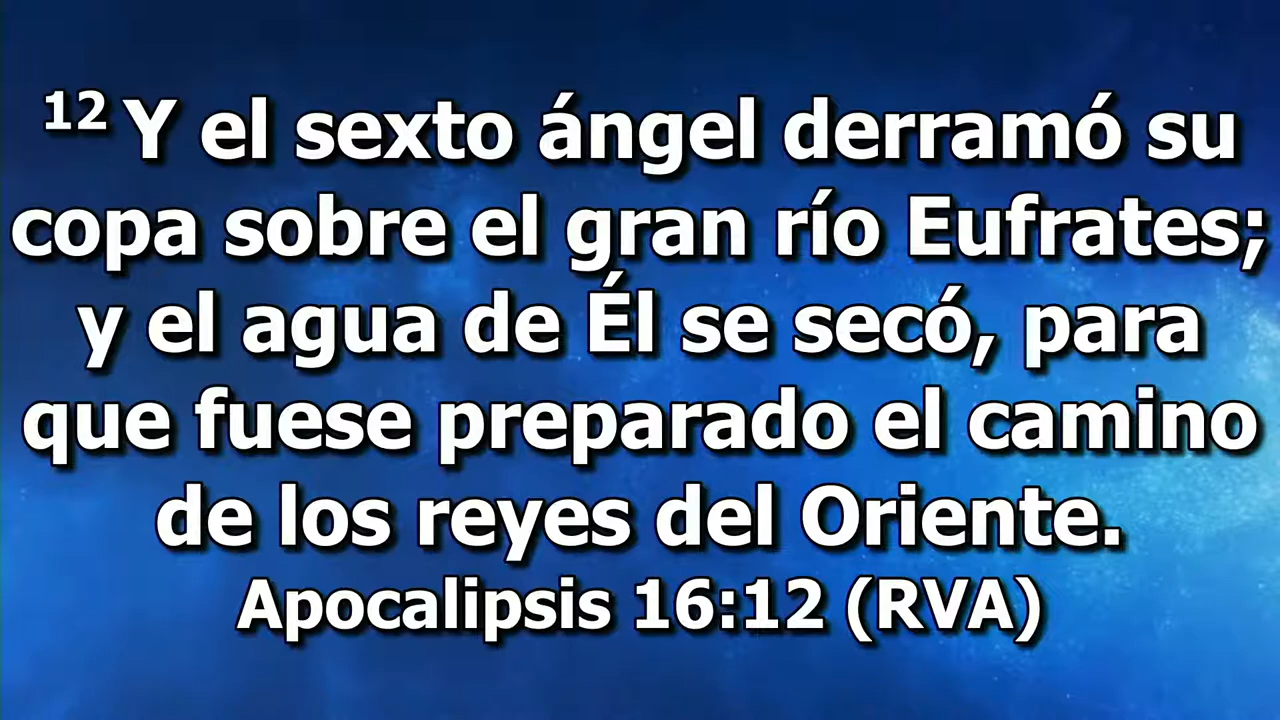 12 Y el sexto ángel derramó su
copa sobre el gran río Eufrates;
y el agua de Él se secó, para
que fuese preparado el camino
de los reyes del Oriente.
Apocalipsis 16:12 (RVA)